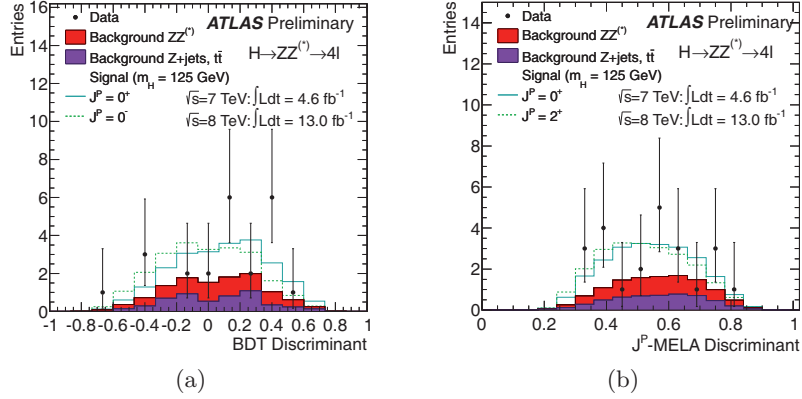 Entries
16
14
12
10
8
6
4
2
0
Data
Background ZZ(*)
Background Z+jets, tt̄
Signal (mH = 125 GeV)
JP = 0+
JP = 0-
ATLAS Preliminary
H→ZZ(*)→4l
√s=7 TeV:∫Ldt = 4.6 fb-1
√s=8 TeV:∫Ldt = 13.0 fb-1
-1 -0.8 -0.6 -0.4 -0.2 0 0.2 0.4 0.6 0.8 1
BDT Discriminant
(a)
Entries
14
12
10
8
6
4
2
0
Data
Background ZZ(*)
Background Z+jets, tt̄
Signal (mH = 125 GeV)
JP = 0+
JP = 2+
ATLAS Preliminary
H→ZZ(*)→4l
√s=7 TeV:∫Ldt = 4.6 fb-1
√s=8 TeV:∫Ldt = 13.0 fb-1
0 0.2 0.4 0.6 0.8 1
JP-MELA Discriminant
(b)